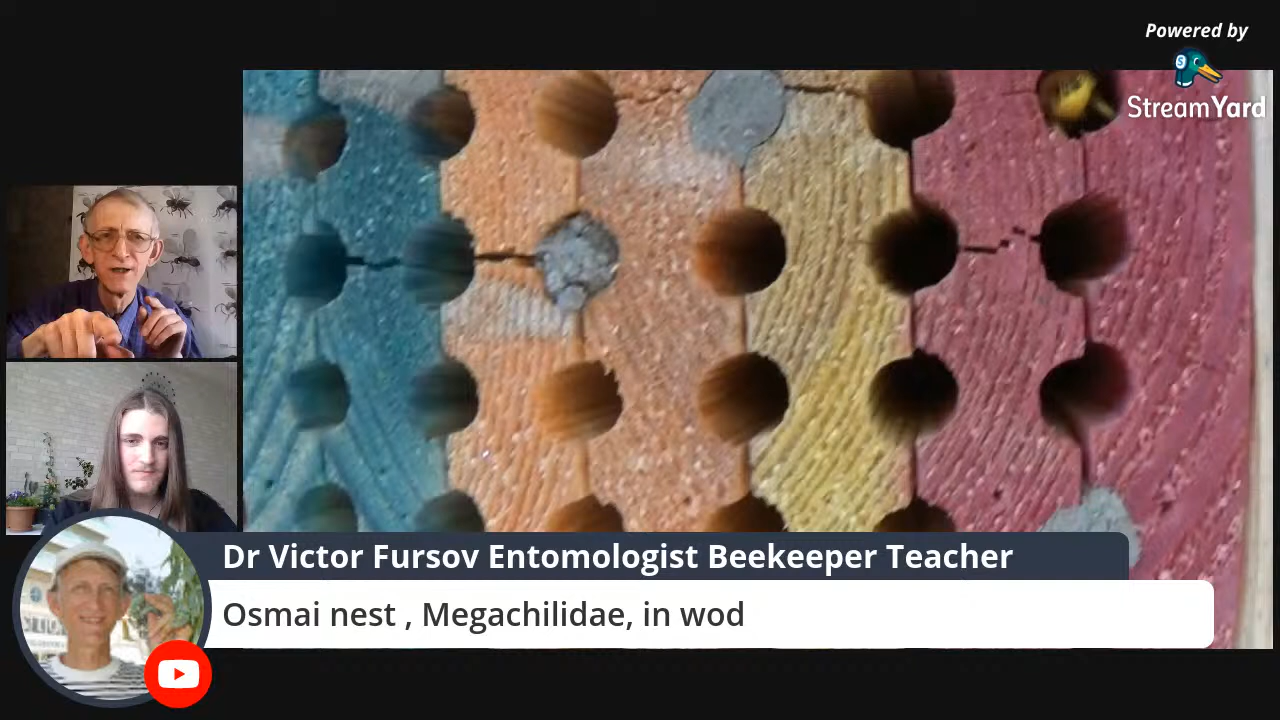 Powered by
StreamYard
Dr Victor Fursov Entomologist Beekeeper Teacher
Osmai nest , Megachilidae, in wod